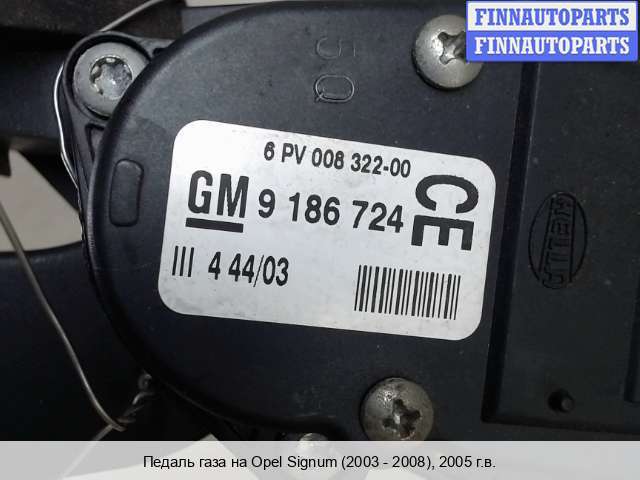 FINNAUTOPARTS
FINNAUTOPARTS
5Q
6 PV 008 322-00
GM 9 186 724 CE
III 4 44/03
HELLA
Педаль газа на Opel Signum (2003 - 2008), 2005 г.в.